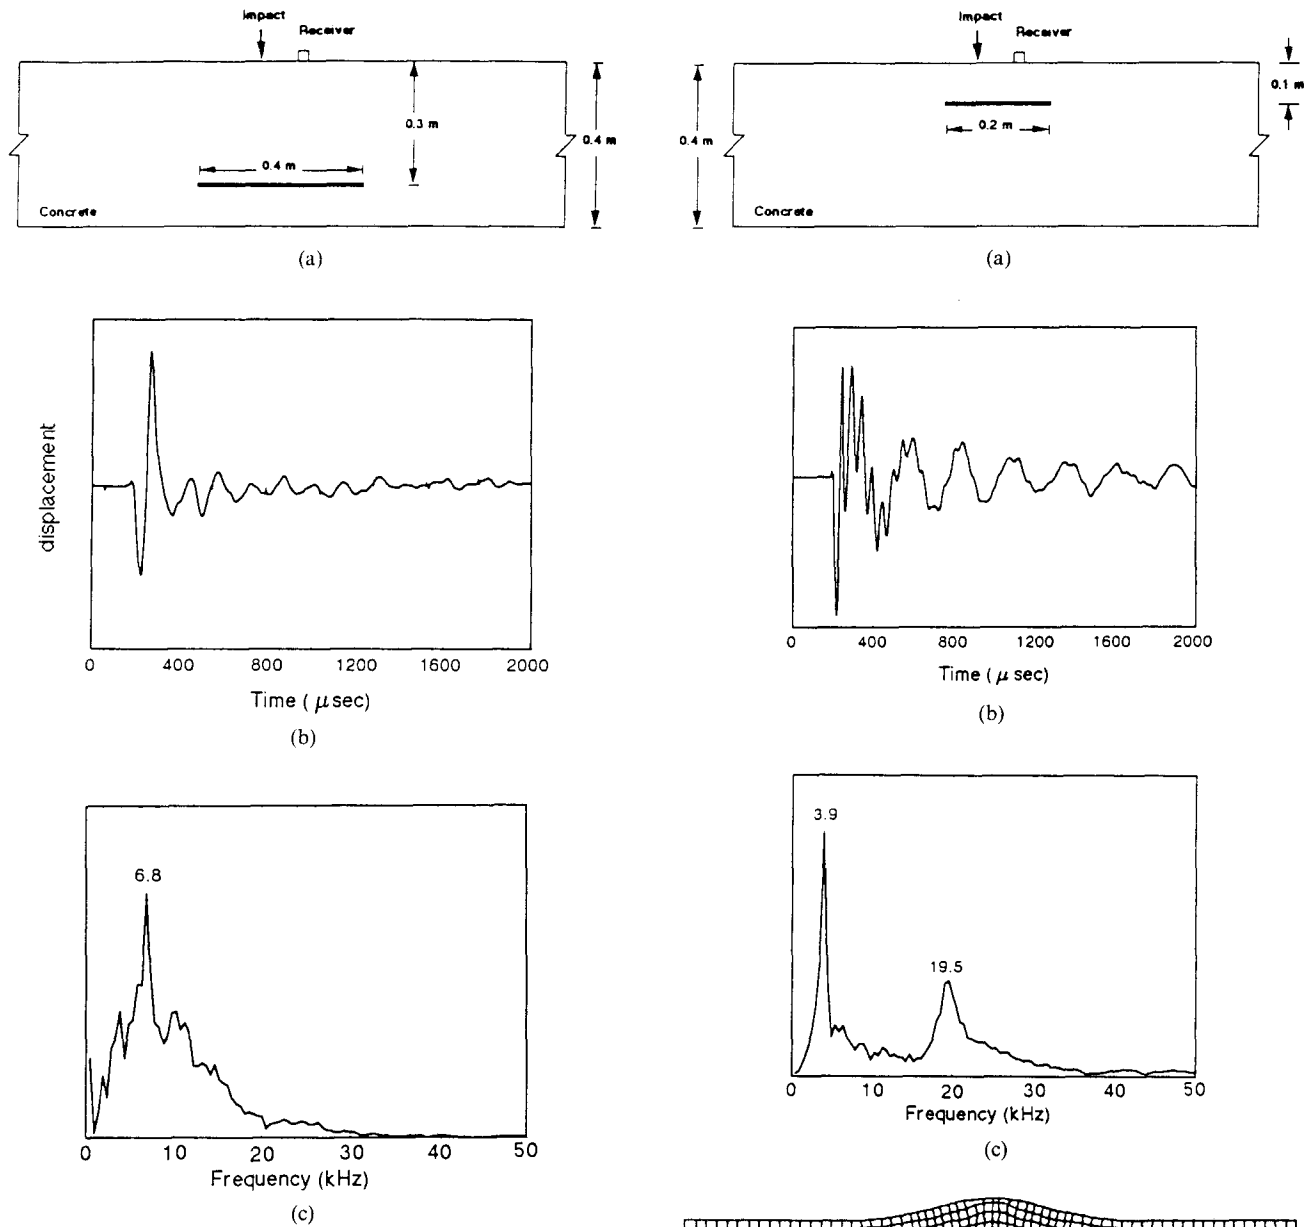 Impact
Receiver
0.3 m
0.4 m
0.4 m
Concrete
(a)
displacement
0 400 800 1200 1600 2000
Time ( μsec)
(b)
6.8
0 10 20 30 40 50
Frequency (kHz)
(c)
Impact
Receiver
0.1 m
0.2 m
0.4 m
Concrete
(a)
0 400 800 1200 1600 2000
Time ( μ sec)
(b)
3.9
19.5
0 10 20 30 40 50
Frequency (kHz)
(c)